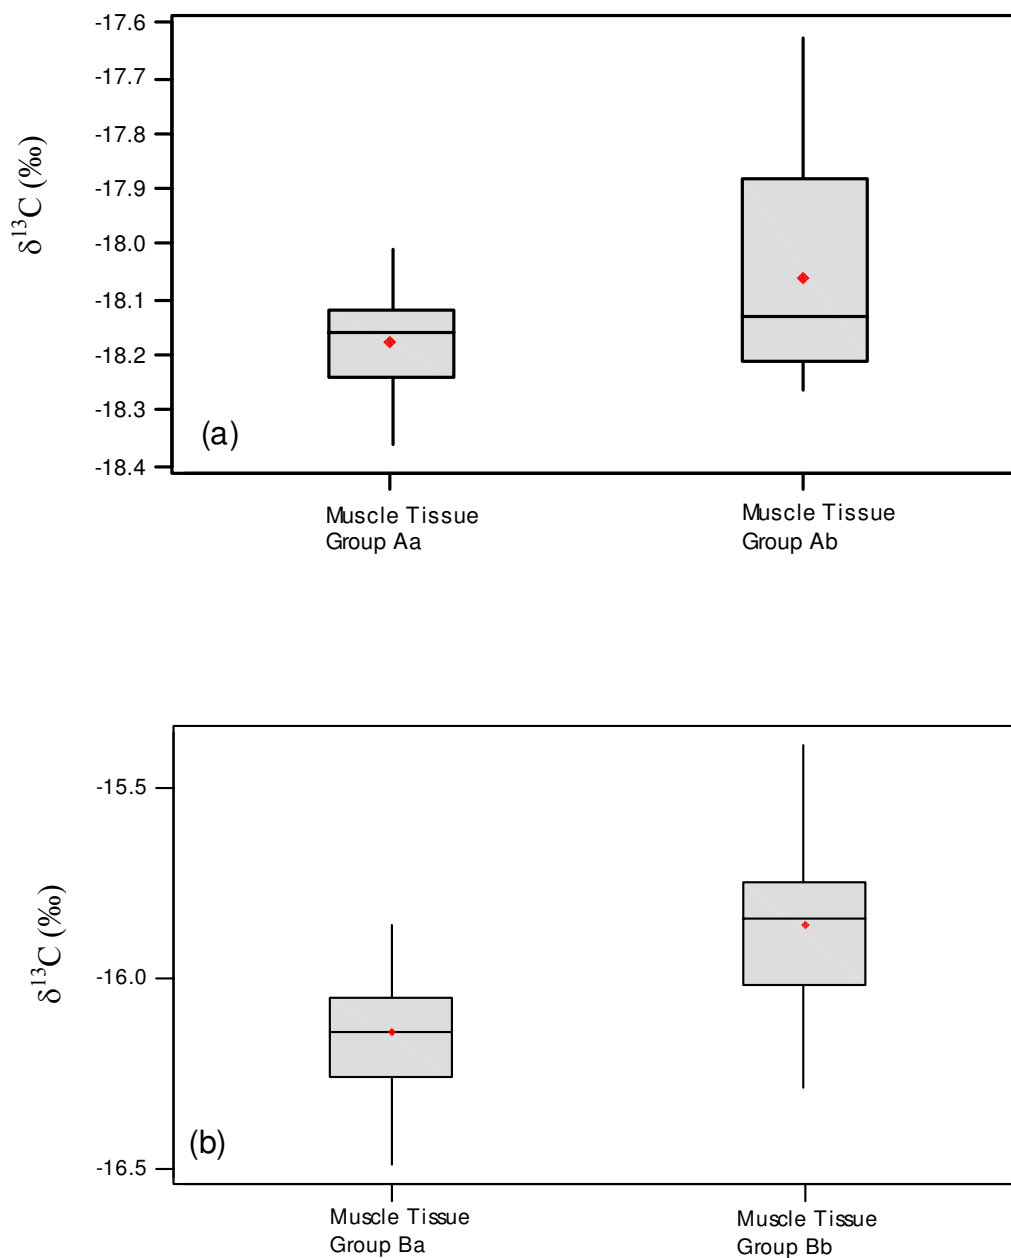 -17.6
-17.7
-17.8
-17.9
-18.0
-18.1
-18.2
-18.3
-18.4
δ¹³C (‰)
(a)
Muscle Tissue
Group Aa
Muscle Tissue
Group Ab
-15.5
-16.0
-16.5
δ¹³C (‰)
(b)
Muscle Tissue
Group Ba
Muscle Tissue
Group Bb